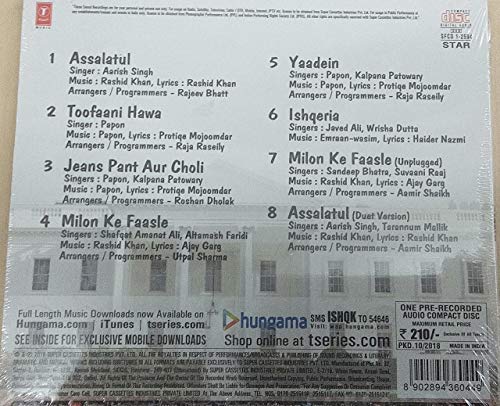 T
SERIES
COMPACT
disc
DIGITAL AUDIO
STAR
1 Assalatul
Singer : Aarish Singh
Music : Rashid Khan, Lyrics : Rashid Khan
Arrangers / Programmers - Rajeev Bhatt
2 Toofaani Hawa
Singer : Papon
Music : Papon, Lyrics : Protiqe Mojoomdar
Arrangers / Programmers - Raja Raseily
3 Jeans Pant Aur Choli
Singers : Papon, Kalpana Patowary
Music : Papon, Lyrics : Protiqe Mojoomdar
Arrangers / Programmers - Roshan Dholak
4 Milon Ke Faasle
Singers : Shafqat Amanat Ali, Altamash Faridi
Music : Rashid Khan, Lyrics : Ajay Garg
Arrangers / Programmers - Utpal Sharma
5 Yaadein
Singers : Papon, Kalpana Patowary
Music : Papon, Lyrics : Protiqe Mojoomdar
Arrangers / Programmers - Raja Raseily
6 Ishqeria
Singers : Javed Ali, Wrisha Dutta
Music : Emraan-wasim, Lyrics : Haider Nazmi
7 Milon Ke Faasle (Unplugged)
Singers : Sandeep Bhatra, Suvaani Raaj
Music : Rashid Khan, Lyrics : Ajay Garg
Arrangers / Programmers - Aamir Shaikh
8 Assalatul (Duet Version)
Singers : Aarish Singh, Tarannum Mallik
Music : Rashid Khan, Lyrics : Rashid Khan
Arrangers / Programmers - Aamir Shaikh
Full Length Music Downloads now Available on
Hungama.com | iTunes | tseries.com
SEE INSIDE FOR EXCLUSIVE MOBILE DOWNLOADS
hungama
SMS ISHQK TO 54646
Visit: wap.hungama.com
Shop online at tseries.com
ONE PRE-RECORDED
AUDIO COMPACT DISC
MAXIMUM RETAIL PRICE
₹ 210/-
PKD.10/2018
MADE IN INDIA
8 902894 360449